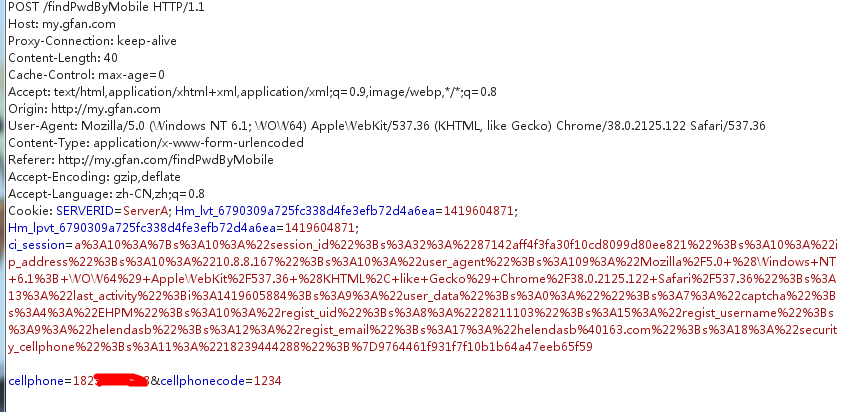 POST /findPwdByMobile HTTP/1.1
Host: my.gfan.com
Proxy-Connection: keep-alive
Content-Length: 40
Cache-Control: max-age=0
Accept: text/html,application/xhtml+xml,application/xml;q=0.9,image/webp,*/*;q=0.8
Origin: http://my.gfan.com
User-Agent: Mozilla/5.0 (Windows NT 6.1; WOW64) AppleWebKit/537.36 (KHTML, like Gecko) Chrome/38.0.2125.122 Safari/537.36
Content-Type: application/x-www-form-urlencoded
Referer: http://my.gfan.com/findPwdByMobile
Accept-Encoding: gzip,deflate
Accept-Language: zh-CN,zh;q=0.8
Cookie: SERVERID=ServerA; Hm_lvt_6790309a725fc338d4fe3efb72d4a6ea=1419604871;
Hm_lpvt_6790309a725fc338d4fe3efb72d4a6ea=1419604871;
ci_session=a%3A10%3A%7Bs%3A10%3A%22session_id%22%3Bs%3A32%3A%2287142aff4f3fa30f10cd8099d80ee821%22%3Bs%3A10%3A%22i
p_address%22%3Bs%3A10%3A%2210.8.8.167%22%3Bs%3A10%3A%22user_agent%22%3Bs%3A109%3A%22Mozilla%2F5.0+%28Windows+NT
+6.1%3B+WOW64%29+AppleWebKit%2F537.36+%28KHTML%2C+like+Gecko%29+Chrome%2F38.0.2125.122+Safari%2F537.36%22%3Bs%3A
13%3A%22last_activity%22%3Bi%3A1419605884%3Bs%3A9%3A%22user_data%22%3Bs%3A0%3A%22%22%3Bs%3A7%3A%22captcha%22%3B
s%3A4%3A%22EHPM%22%3Bs%3A10%3A%22regist_uid%22%3Bs%3A8%3A%2228211103%22%3Bs%3A15%3A%22regist_username%22%3Bs
%3A9%3A%22helendasb%22%3Bs%3A12%3A%22regist_email%22%3Bs%3A17%3A%22helendasb%40163.com%22%3Bs%3A18%3A%22securit
y_cellphone%22%3Bs%3A11%3A%2218239444288%22%3B%7D9764461f931f7f10b1b64a47eeb65f59
cellphone=182 8&cellphonecode=1234